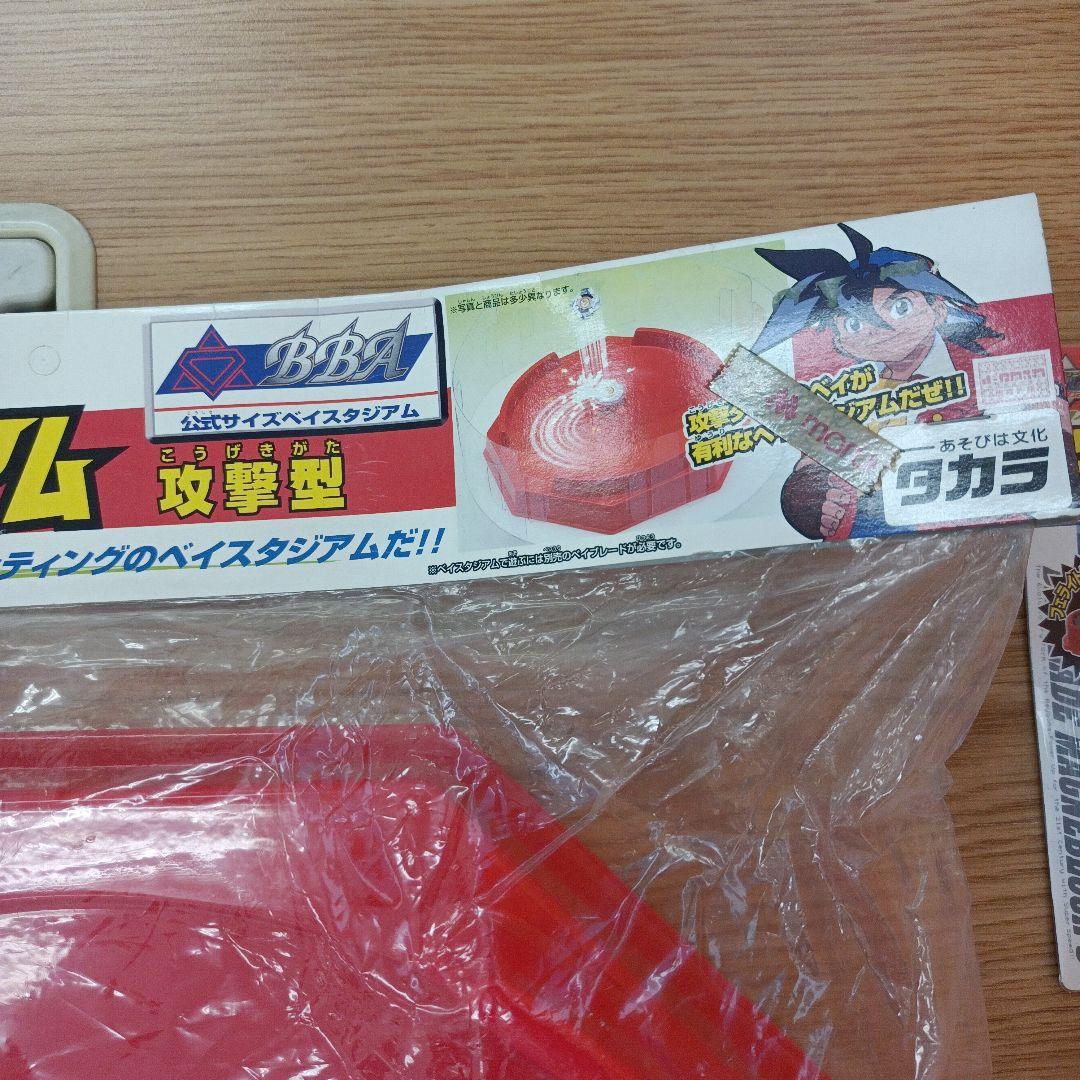 BBA
公式サイズベイスタジアム
アム
こうげきがた
攻撃型
ティングのベイスタジアムだ!!
※写真と商品は多少異なります。
攻撃
ベイが
有利な
ジアムだぜ!!
あそびは文化
タカラ
※ベイスタジアムで遊ぶには別売のベイブレードが必要です。